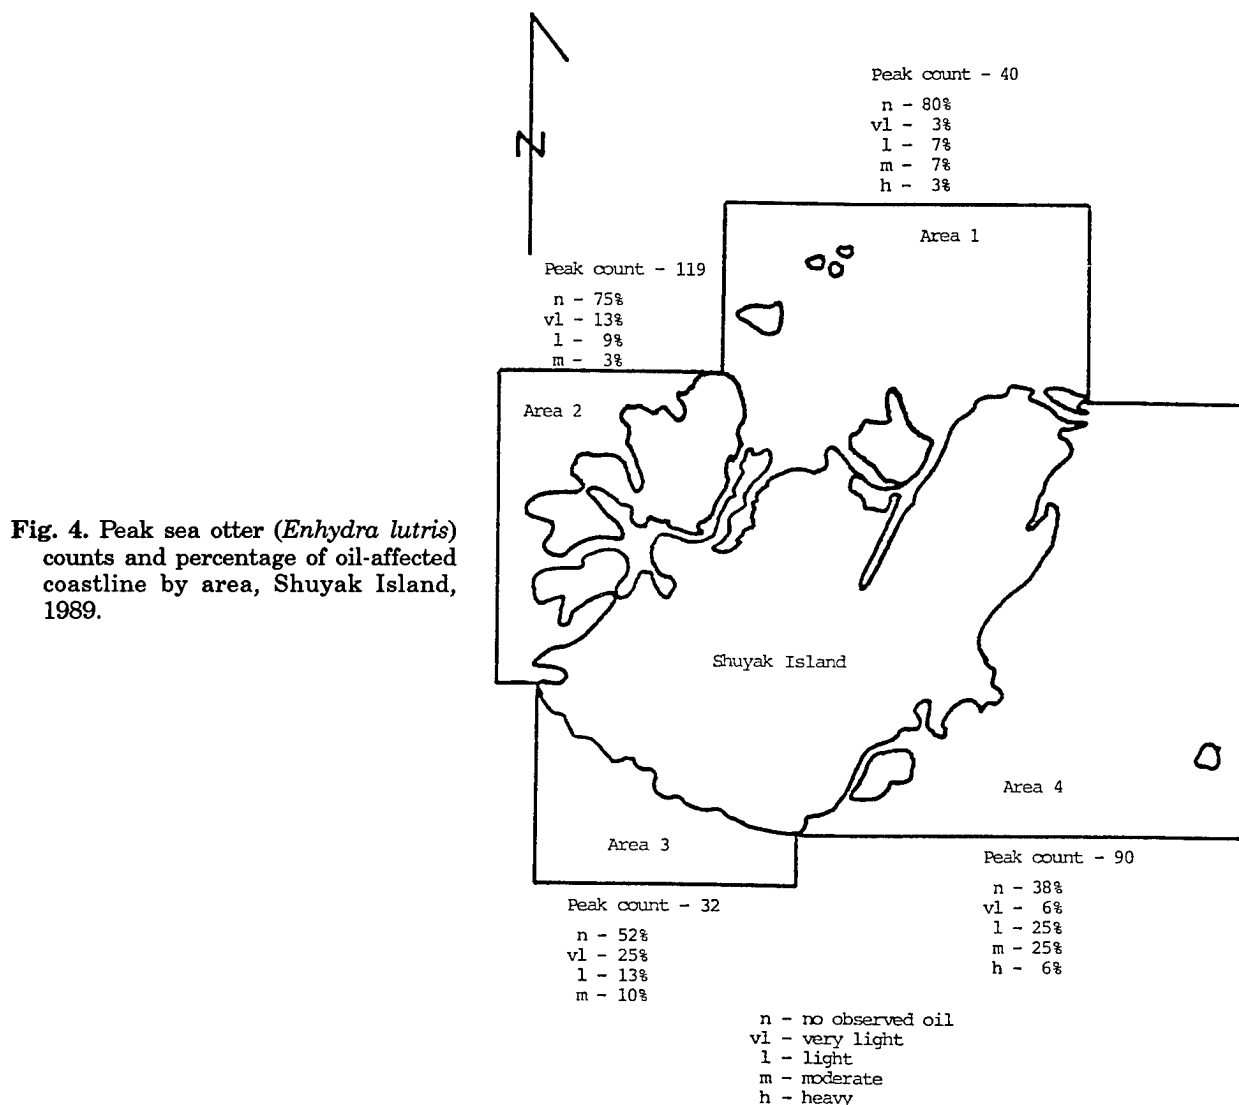 N
Peak count - 40
n - 80%
vl - 3%
l - 7%
m - 7%
h - 3%
Area 1
Peak count - 119
n - 75%
vl - 13%
l - 9%
m - 3%
Area 2
Fig. 4. Peak sea otter (Enhydra lutris)
counts and percentage of oil-affected
coastline by area, Shuyak Island,
1989.
Shuyak Island
Area 4
Area 3
Peak count - 90
n - 38%
vl - 6%
l - 25%
m - 25%
h - 6%
Peak count - 32
n - 52%
vl - 25%
l - 13%
m - 10%
n - no observed oil
vl - very light
l - light
m - moderate
h - heavy